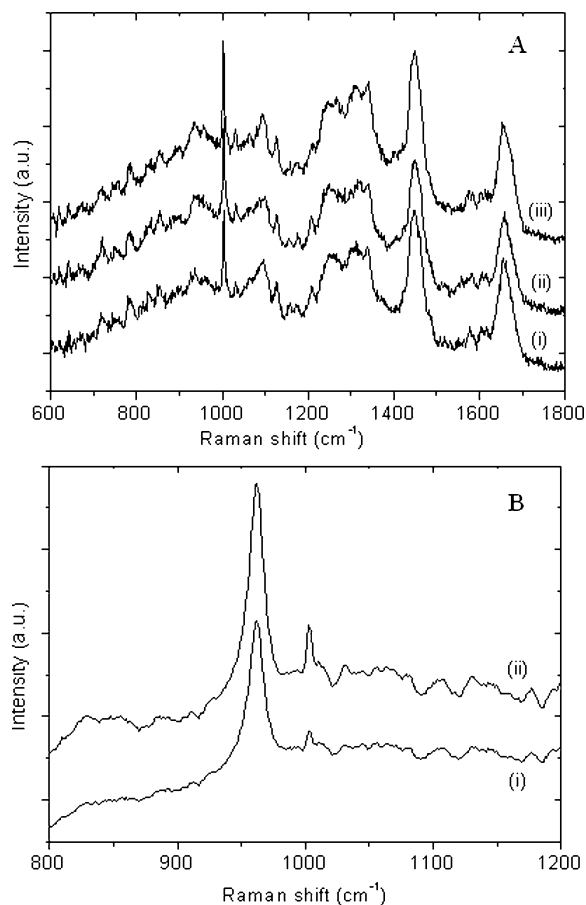 A
Intensity (a.u.)
(iii)
(ii)
(i)
600 800 1000 1200 1400 1600 1800
Raman shift (cm⁻¹)
B
Intensity (a.u.)
(ii)
(i)
800 900 1000 1100 1200
Raman shift (cm⁻¹)